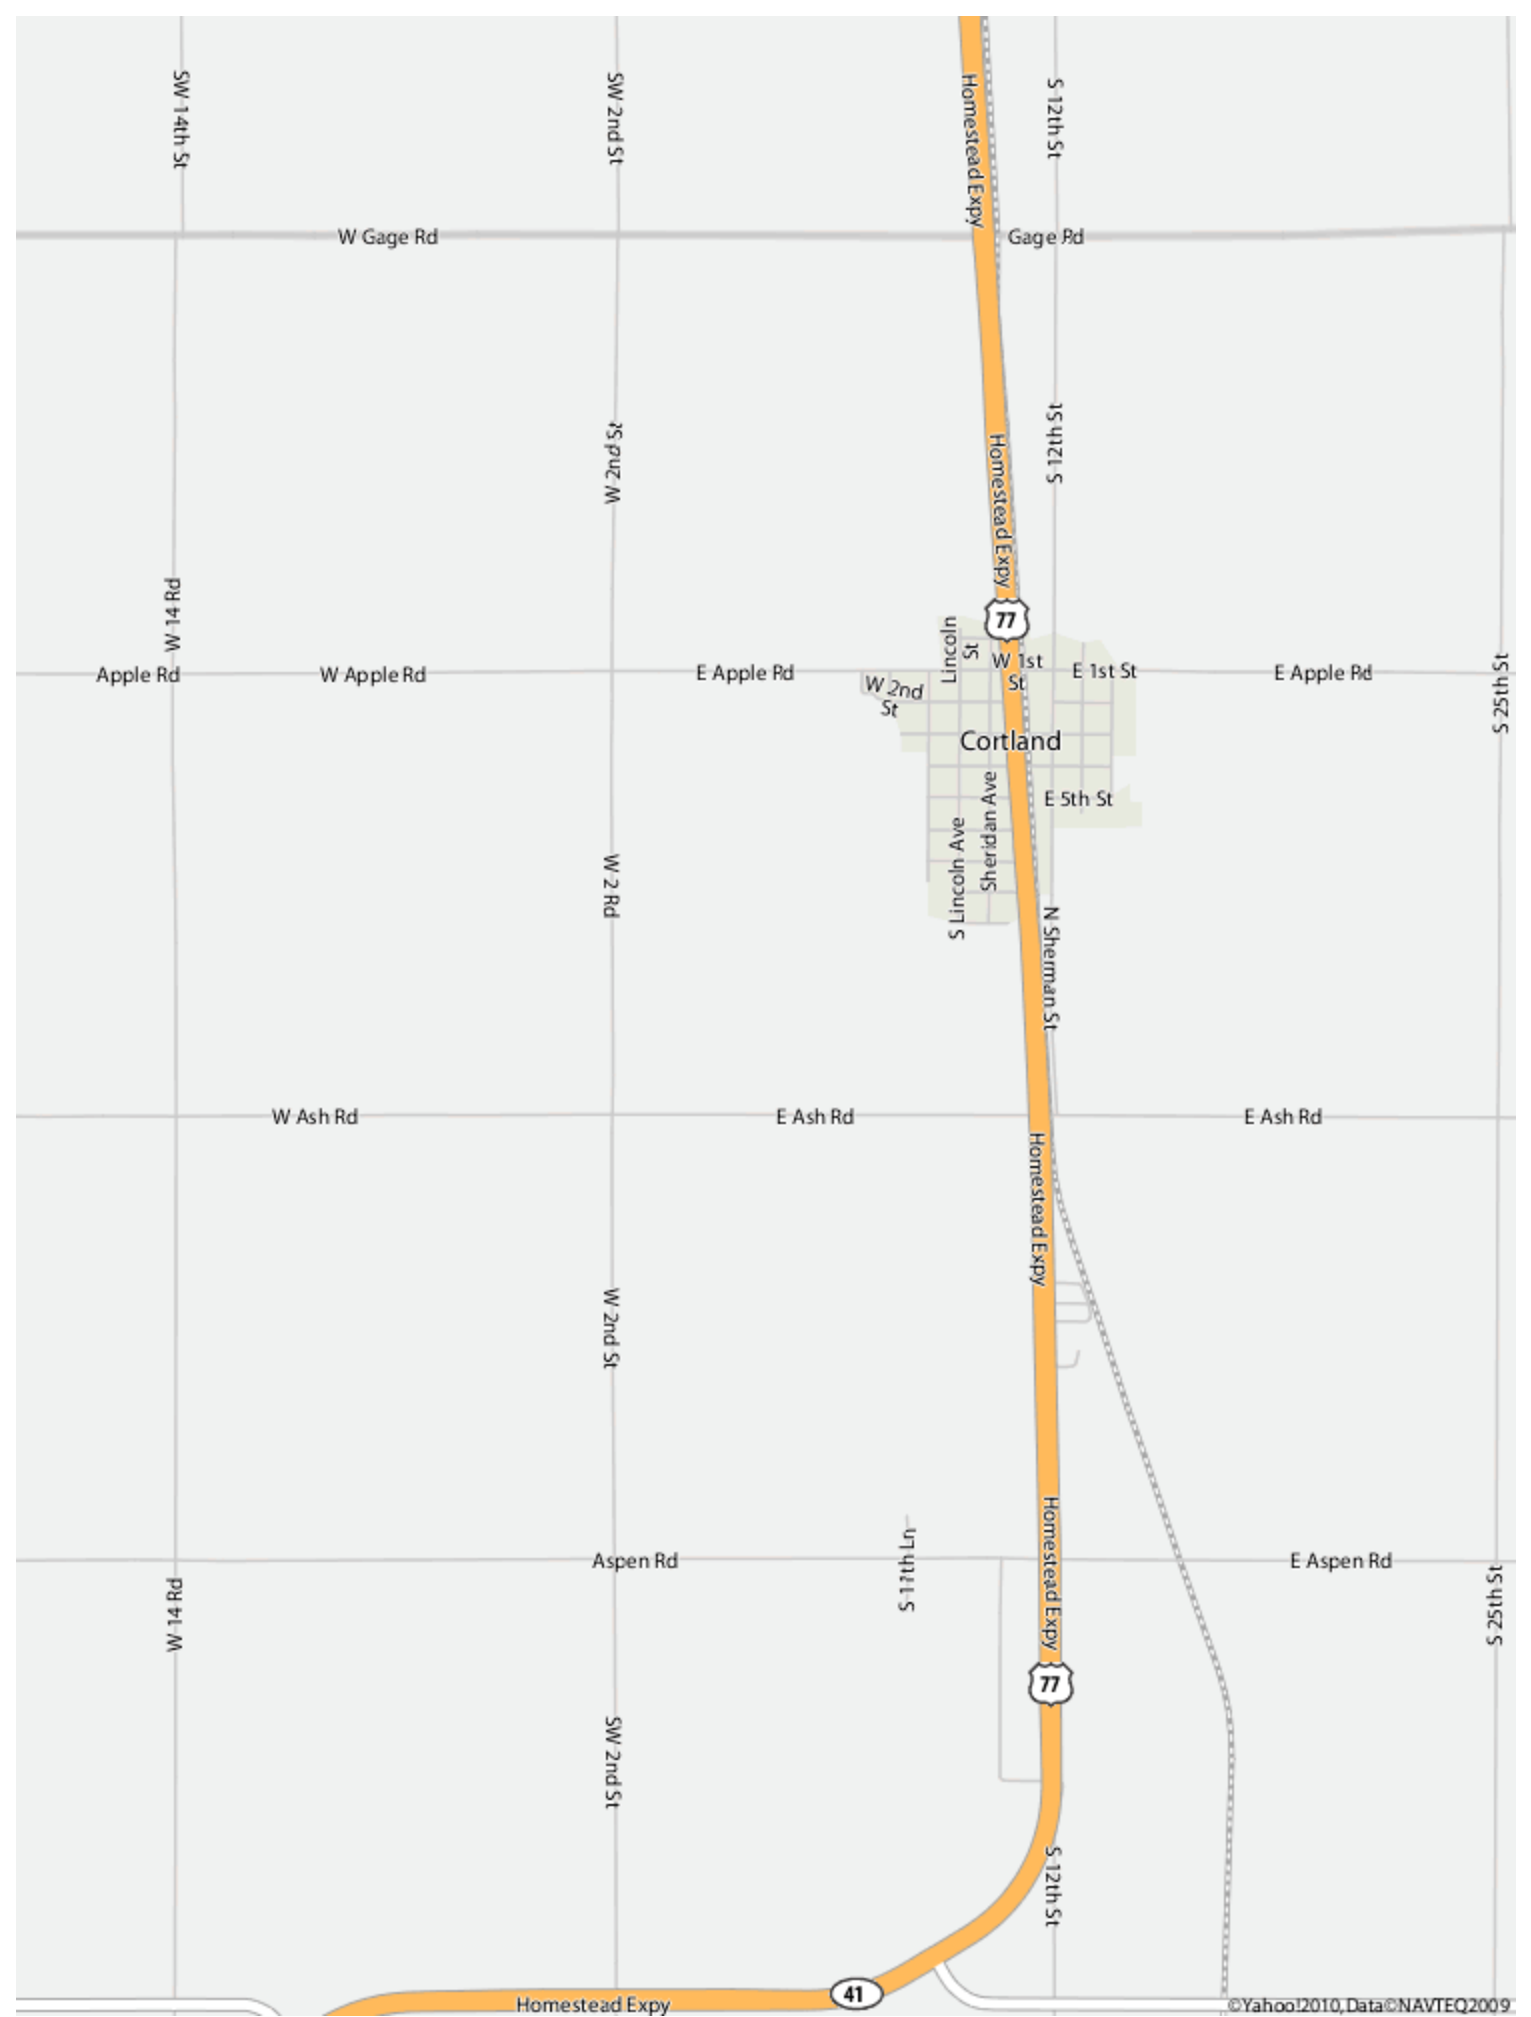 SW 14th St
SW 2nd St
Homestead Expy
S 12th St
W Gage Rd
Gage Rd
S 12th St
W 2nd St
Homestead Expy
W 14 Rd
77
Lincoln
St
W 1st
St
E 1st St
Apple Rd
W Apple Rd
E Apple Rd
E Apple Rd
S 25th St
W 2nd
St
Cortland
E 5th St
Sheridan Ave
S Lincoln Ave
W 2 Rd
N Sherman St
W Ash Rd
E Ash Rd
E Ash Rd
Homestead Expy
W 2nd St
Homestead Expy
S 11th Ln
Aspen Rd
E Aspen Rd
W 14 Rd
S 25th St
77
SW 2nd St
S 12th St
41
Homestead Expy
©Yahoo!2010,Data©NAVTEQ2009